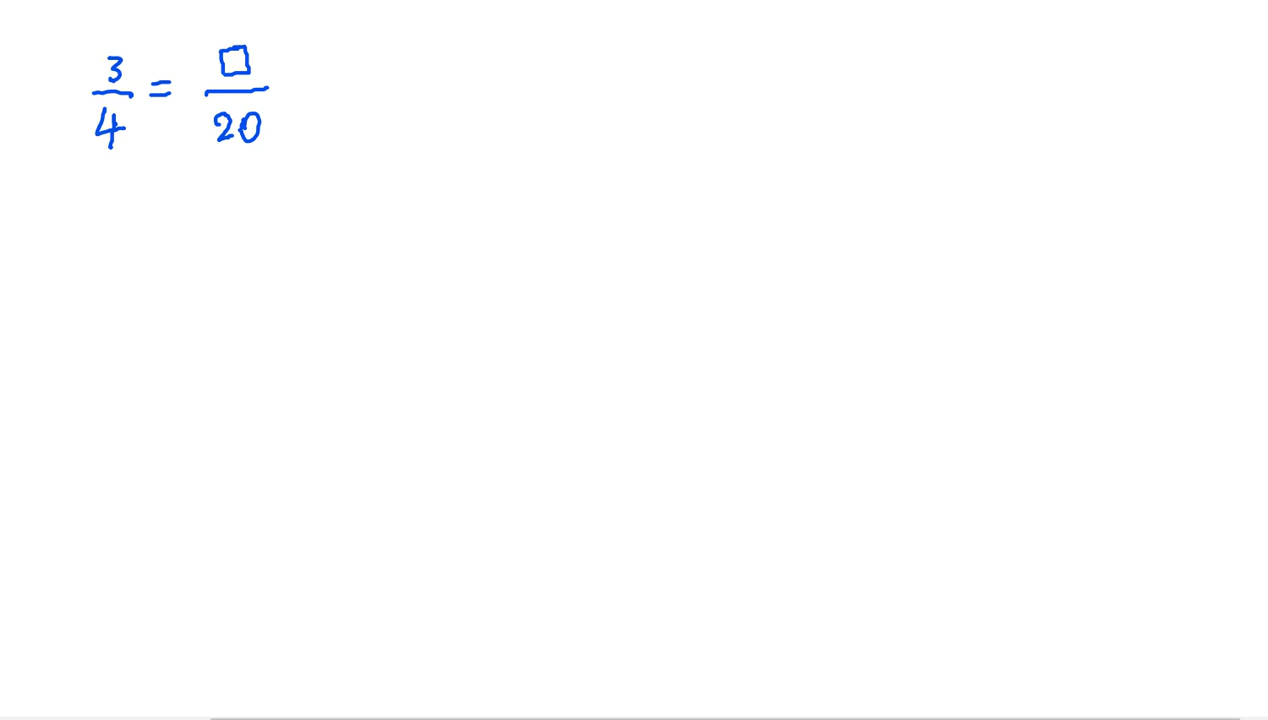 3/4 = □/20